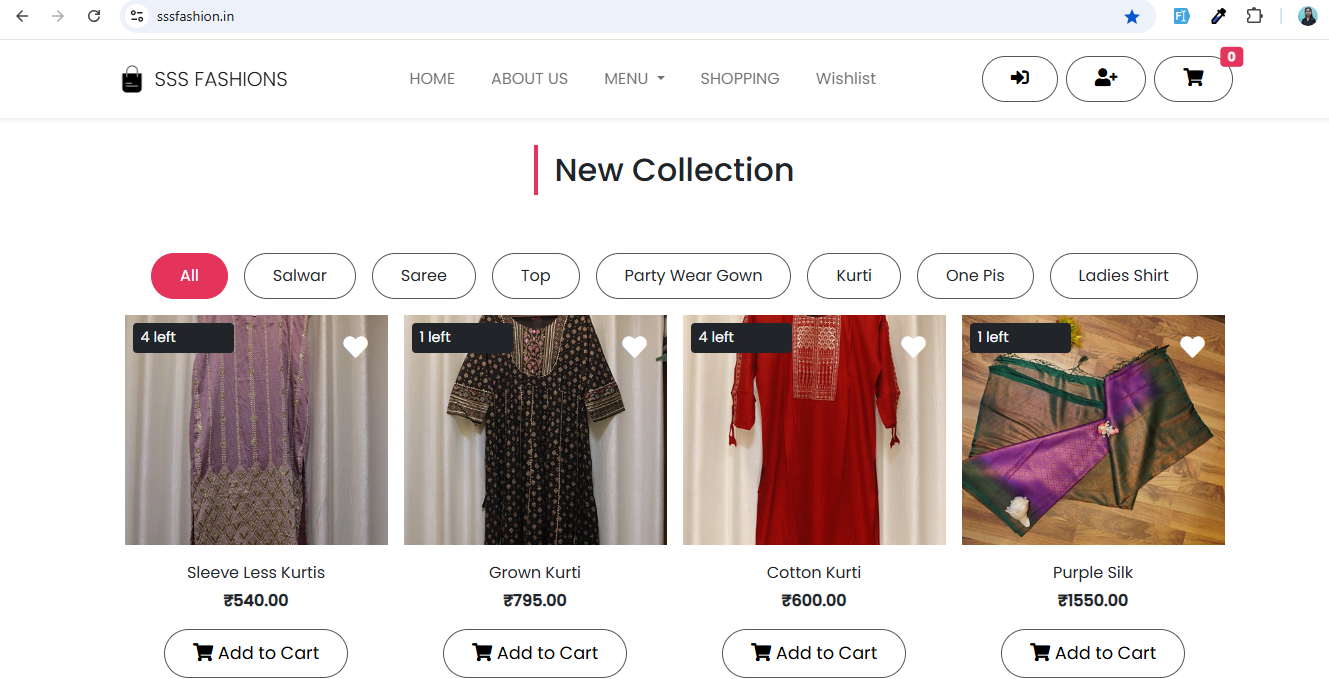 sssfashion.in
SSS FASHIONS
HOME
ABOUT US
MENU
SHOPPING
Wishlist
0
New Collection
All
Salwar
Saree
Top
Party Wear Gown
Kurti
One Pis
Ladies Shirt
4 left
1 left
4 left
1 left
Sleeve Less Kurtis
Grown Kurti
Cotton Kurti
Purple Silk
₹540.00
₹795.00
₹600.00
₹1550.00
Add to Cart
Add to Cart
Add to Cart
Add to Cart